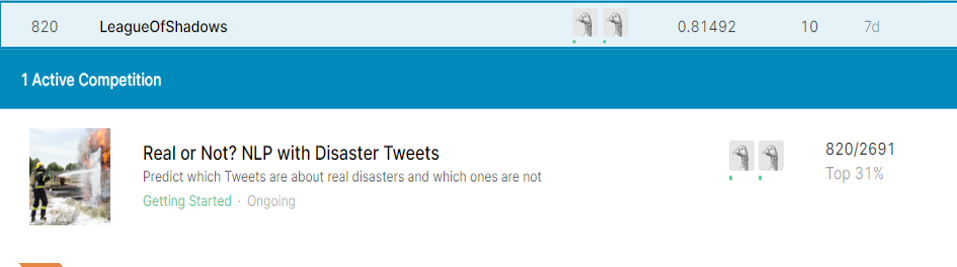 820 LeagueOfShadows 0.81492 10 7d
1 Active Competition
Real or Not? NLP with Disaster Tweets
820/2691
Predict which Tweets are about real disasters and which ones are not
Top 31%
Getting Started · Ongoing